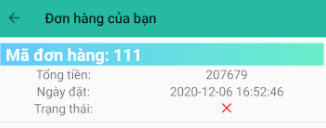 Đơn hàng của bạn
Mã đơn hàng: 111
Tổng tiền: 207679
Ngày đặt: 2020-12-06 16:52:46
Trạng thái: